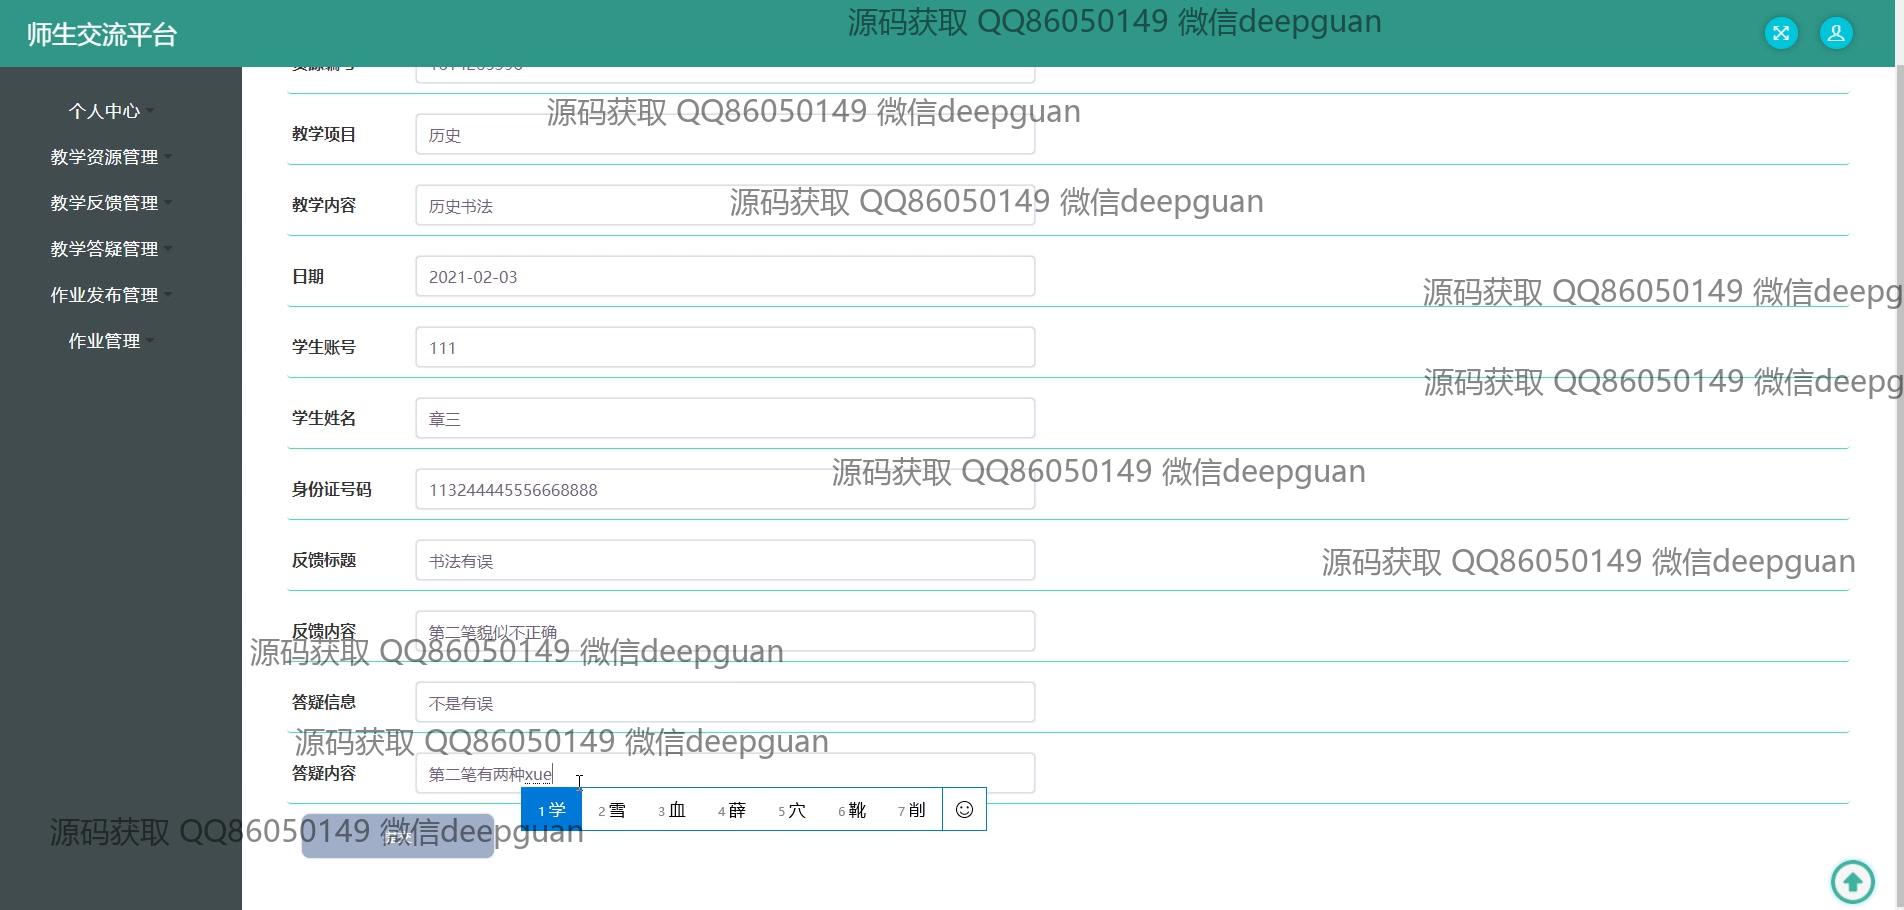 师生交流平台
源码获取 QQ86050149 微信deepguan
个人中心
教学资源管理
教学反馈管理
教学答疑管理
作业发布管理
作业管理
源码获取 QQ86050149 微信deepguan
教学项目 历史
源码获取 QQ86050149 微信deepguan
教学内容 历史书法
日期 2021-02-03
源码获取 QQ86050149 微信deepg
学生账号 111
源码获取 QQ86050149 微信deepg
学生姓名 章三
源码获取 QQ86050149 微信deepguan
身份证号码 113244445556668888
反馈标题 书法有误
源码获取 QQ86050149 微信deepguan
反馈内容 第二笔貌似不正确
源码获取 QQ86050149 微信deepguan
答疑信息 不是有误
源码获取 QQ86050149 微信deepguan
答疑内容 第二笔有两种xue
1 学 2 雪 3 血 4 薛 5 穴 6 靴 7 削
源码获取 QQ86050149 微信deepguan
提交